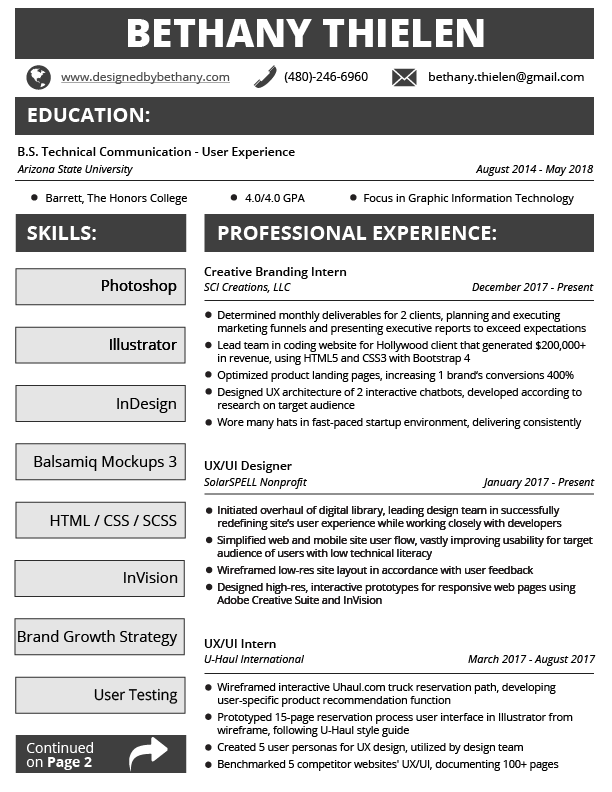 BETHANY THIELEN
www.designedbybethany.com (480)-246-6960 bethany.thielen@gmail.com
EDUCATION:
B.S. Technical Communication - User Experience
Arizona State University August 2014 - May 2018
• Barrett, The Honors College • 4.0/4.0 GPA • Focus in Graphic Information Technology
SKILLS:
Photoshop
Illustrator
InDesign
Balsamiq Mockups 3
HTML / CSS / SCSS
InVision
Brand Growth Strategy
User Testing
Continued
on Page 2
PROFESSIONAL EXPERIENCE:
Creative Branding Intern
SCI Creations, LLC December 2017 - Present
• Determined monthly deliverables for 2 clients, planning and executing
marketing funnels and presenting executive reports to exceed expectations
• Lead team in coding website for Hollywood client that generated $200,000+
in revenue, using HTML5 and CSS3 with Bootstrap 4
• Optimized product landing pages, increasing 1 brand's conversions 400%
• Designed UX architecture of 2 interactive chatbots, developed according to
research on target audience
• Wore many hats in fast-paced startup environment, delivering consistently
UX/UI Designer
SolarSPELL Nonprofit January 2017 - Present
• Initiated overhaul of digital library, leading design team in successfully
redefining site's user experience while working closely with developers
• Simplified web and mobile site user flow, vastly improving usability for target
audience of users with low technical literacy
• Wireframed low-res site layout in accordance with user feedback
• Designed high-res, interactive prototypes for responsive web pages using
Adobe Creative Suite and InVision
UX/UI Intern
U-Haul International March 2017 - August 2017
• Wireframed interactive Uhaul.com truck reservation path, developing
user-specific product recommendation function
• Prototyped 15-page reservation process user interface in Illustrator from
wireframe, following U-Haul style guide
• Created 5 user personas for UX design, utilized by design team
• Benchmarked 5 competitor websites' UX/UI, documenting 100+ pages